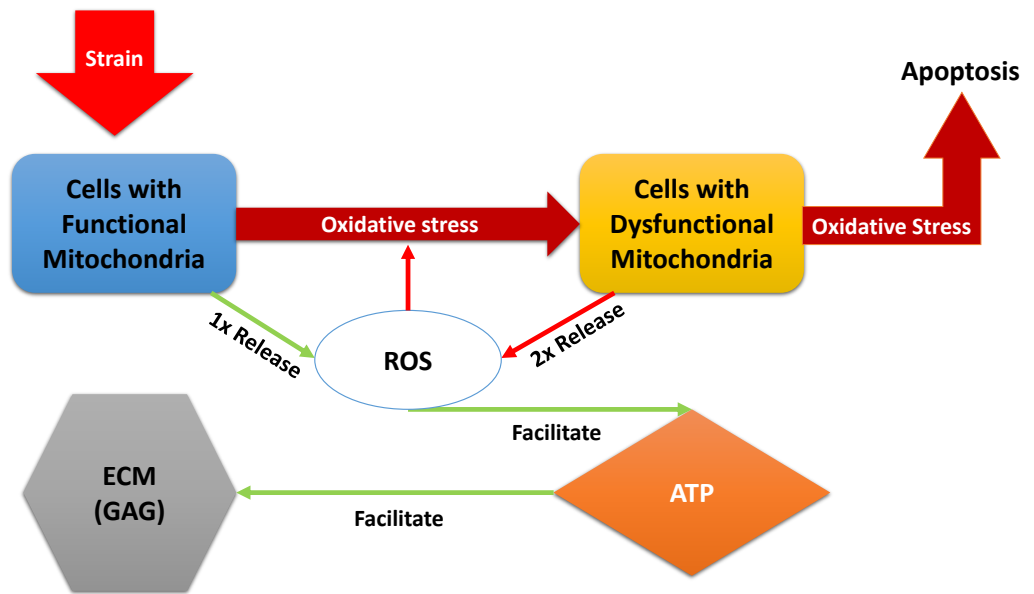 Strain
Apoptosis
Cells with
Functional
Mitochondria
Oxidative stress
Cells with
Dysfunctional
Mitochondria
Oxidative Stress
1x Release
ROS
2x Release
Facilitate
ECM
(GAG)
Facilitate
ATP